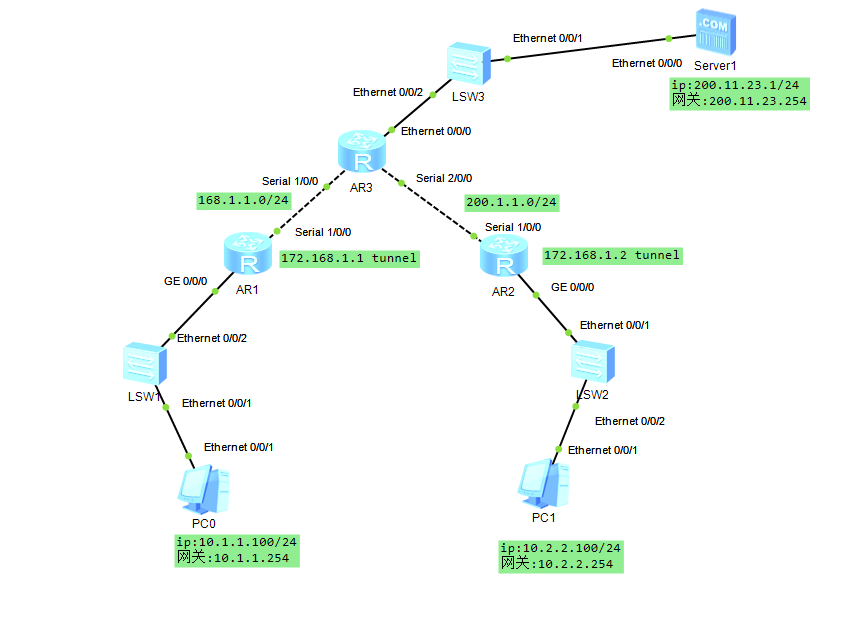 Ethernet 0/0/1
.COM
Ethernet 0/0/0
Server1
ip:200.11.23.1/24
网关:200.11.23.254
LSW3
Ethernet 0/0/2
Ethernet 0/0/0
R
AR3
Serial 1/0/0
Serial 2/0/0
168.1.1.0/24
200.1.1.0/24
Serial 1/0/0
Serial 1/0/0
R
172.168.1.1 tunnel
R
172.168.1.2 tunnel
AR1
AR2
GE 0/0/0
GE 0/0/0
Ethernet 0/0/2
Ethernet 0/0/1
LSW1
LSW2
Ethernet 0/0/1
Ethernet 0/0/2
Ethernet 0/0/1
Ethernet 0/0/1
PC0
PC1
ip:10.1.1.100/24
网关:10.1.1.254
ip:10.2.2.100/24
网关:10.2.2.254